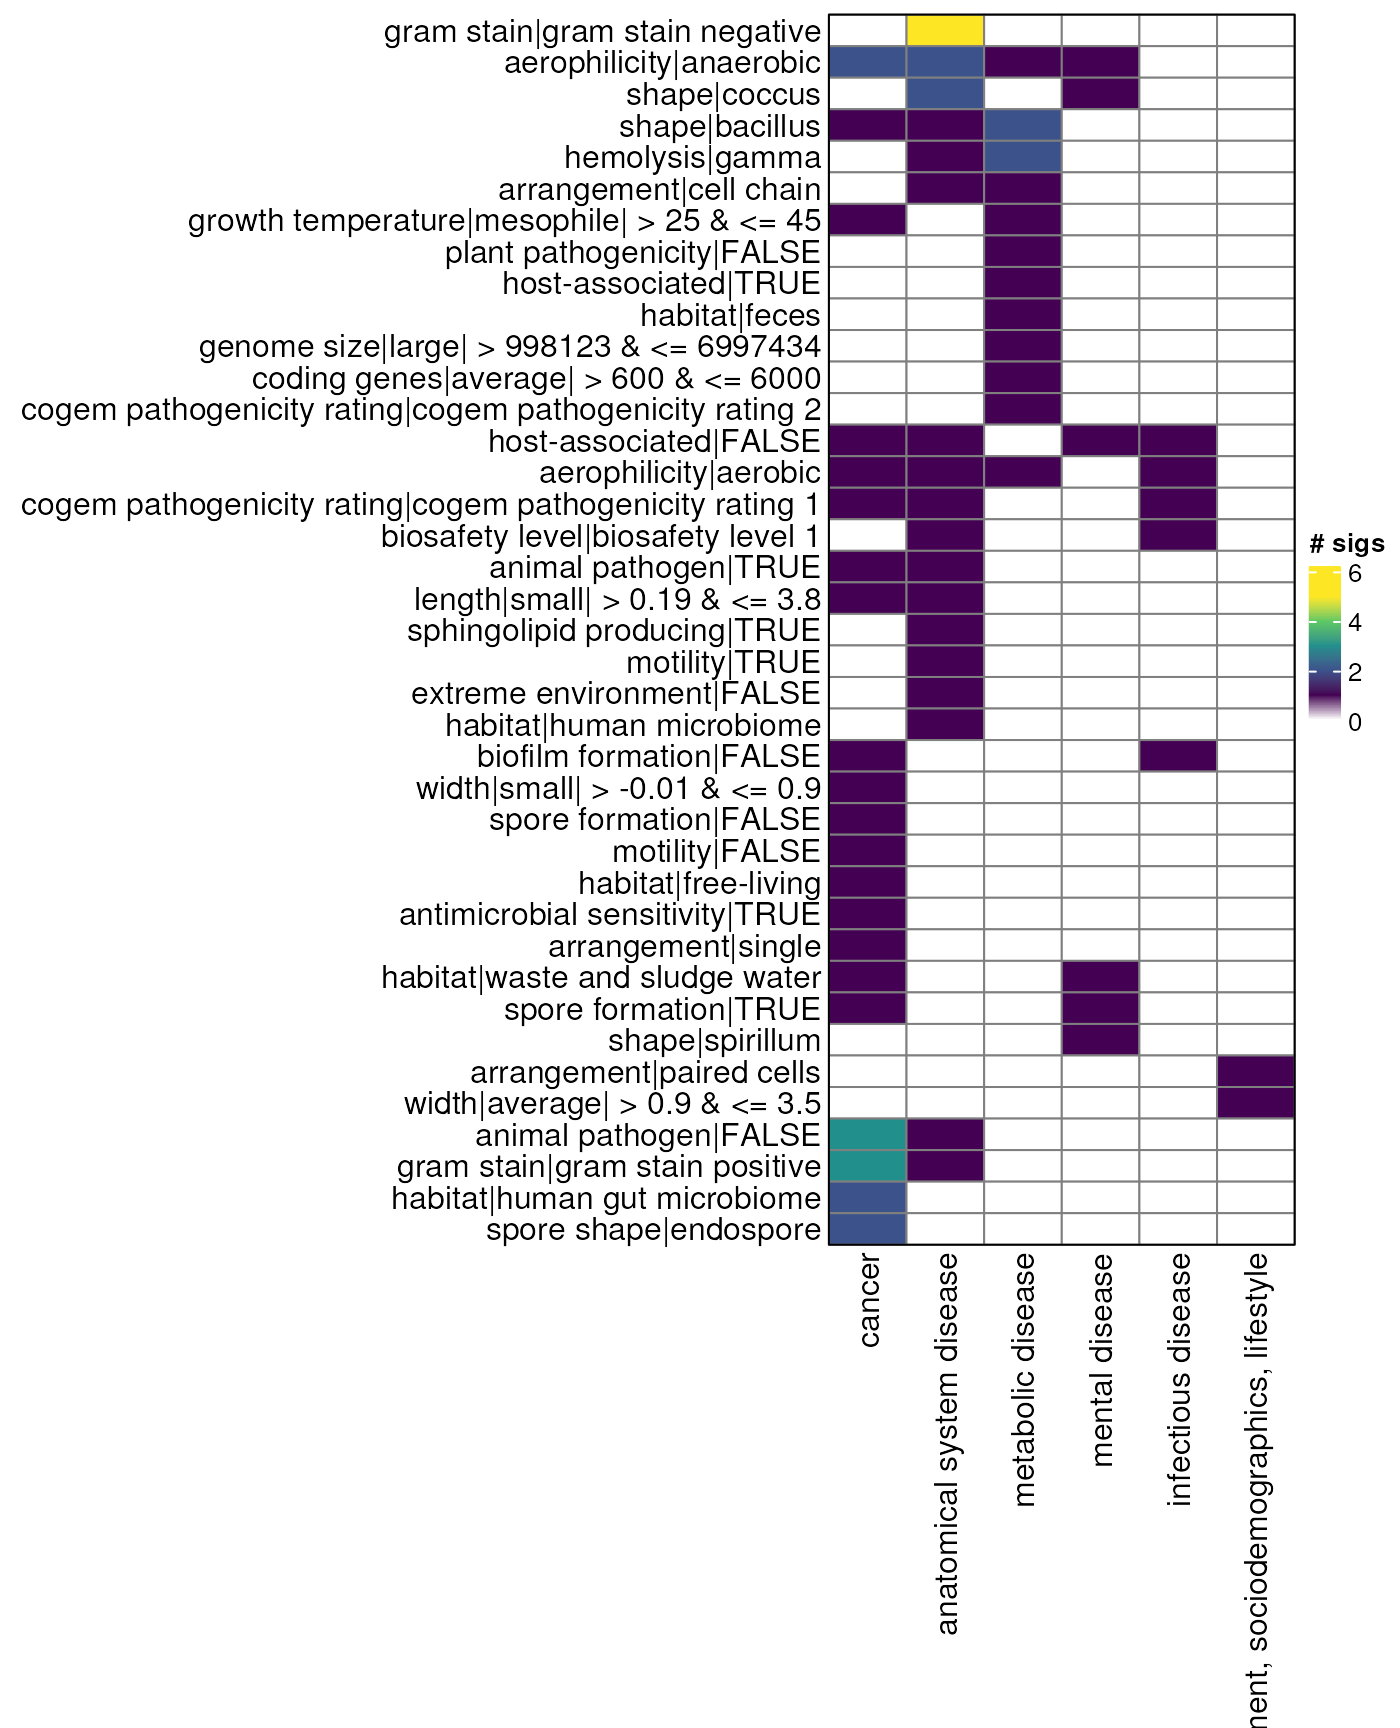 gram stain|gram stain negative
aerophilicity|anaerobic
shape|coccus
shape|bacillus
hemolysis|gamma
arrangement|cell chain
growth temperature|mesophile| > 25 & <= 45
plant pathogenicity|FALSE
host-associated|TRUE
habitat|feces
genome size|large| > 998123 & <= 6997434
coding genes|average| > 600 & <= 6000
cogem pathogenicity rating|cogem pathogenicity rating 2
host-associated|FALSE
aerophilicity|aerobic
cogem pathogenicity rating|cogem pathogenicity rating 1
biosafety level|biosafety level 1
animal pathogen|TRUE
length|small| > 0.19 & <= 3.8
sphingolipid producing|TRUE
motility|TRUE
extreme environment|FALSE
habitat|human microbiome
biofilm formation|FALSE
width|small| > -0.01 & <= 0.9
spore formation|FALSE
motility|FALSE
habitat|free-living
antimicrobial sensitivity|TRUE
arrangement|single
habitat|waste and sludge water
spore formation|TRUE
shape|spirillum
arrangement|paired cells
width|average| > 0.9 & <= 3.5
animal pathogen|FALSE
gram stain|gram stain positive
habitat|human gut microbiome
spore shape|endospore
cancer
anatomical system disease
metabolic disease
mental disease
infectious disease
ment, sociodemographics, lifestyle
# sigs
6
4
2
0